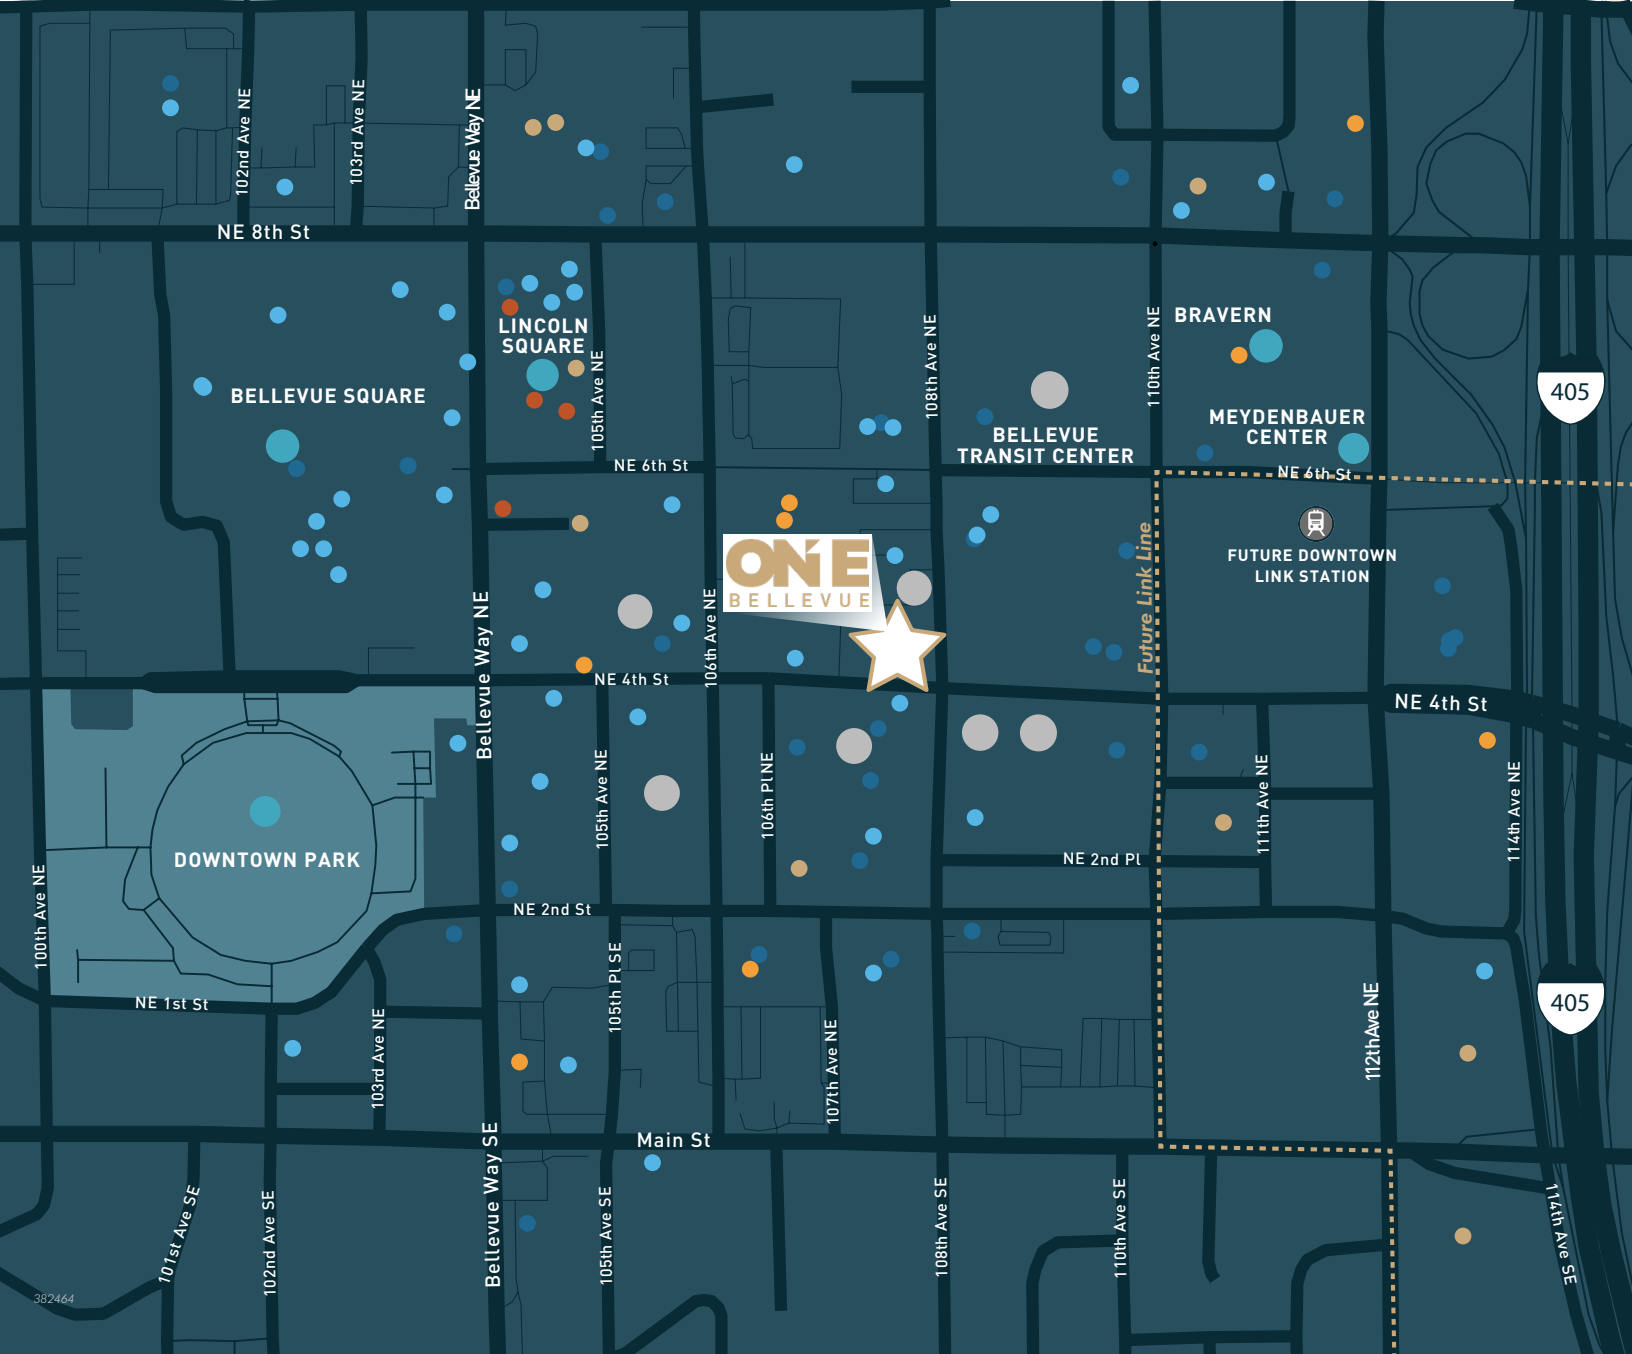 102nd Ave NE
103rd Ave NE
Bellevue Way NE
NE 8th St
LINCOLN
SQUARE
105th Ave NE
108th Ave NE
110th Ave NE
BRAVERN
405
BELLEVUE SQUARE
MEYDENBAUER
CENTER
BELLEVUE
TRANSIT CENTER
NE 6th St
NE 6th St
FUTURE DOWNTOWN
LINK STATION
Future Link Line
ONE
BELLEVUE
Bellevue Way NE
106th Ave NE
NE 4th St
NE 4th St
105th Ave NE
106th Pl NE
111th Ave NE
114th Ave NE
DOWNTOWN PARK
NE 2nd Pl
100th Ave NE
NE 2nd St
105th Pl SE
NE 1st St
103rd Ave NE
107th Ave NE
112th Ave NE
405
Main St
Bellevue Way SE
101st Ave SE
102nd Ave SE
105th Ave SE
108th Ave SE
110th Ave SE
114th Ave SE
382464